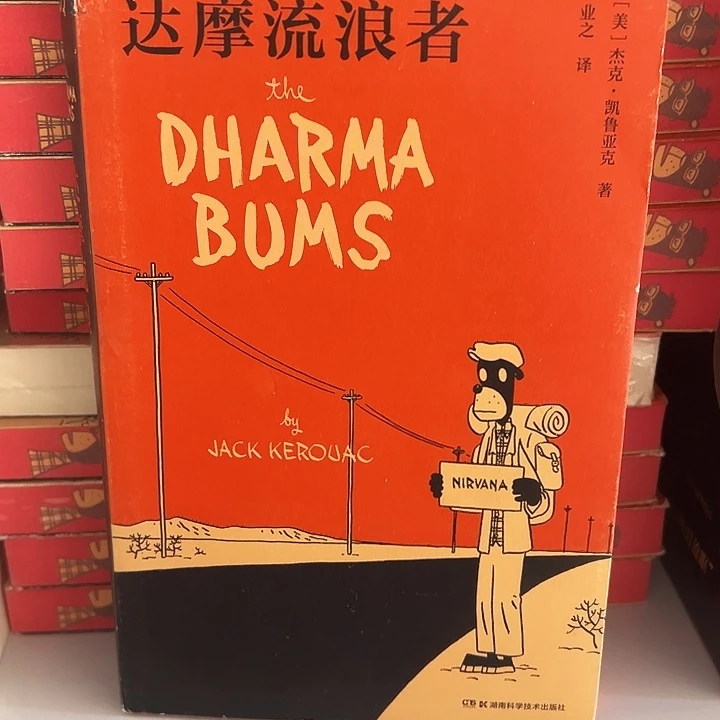 达摩流浪者
[美] 杰克·凯鲁亚克 著
业之 译
the
DHARMA
BUMS
by
JACK KEROUAC
NIRVANA
湖南科学技术出版社